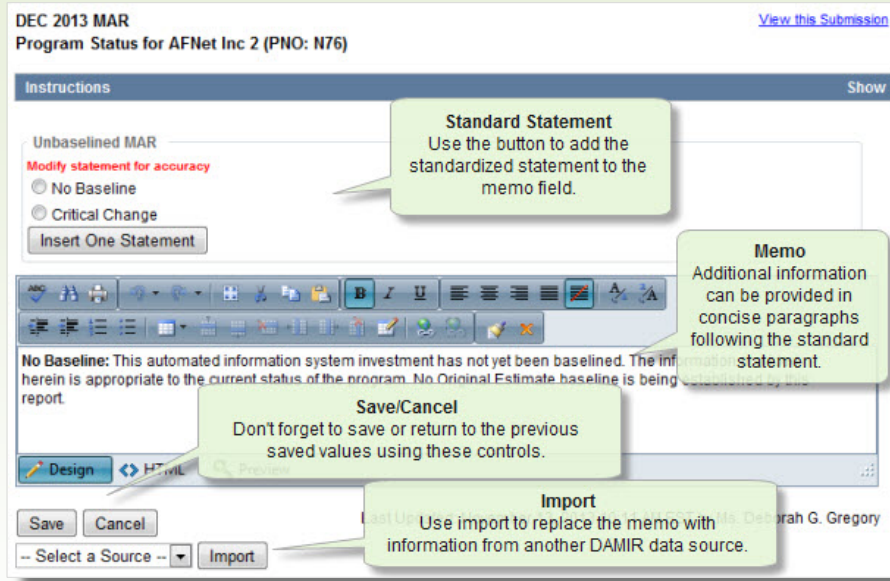 DEC 2013 MAR
View this Submission
Program Status for AFNet Inc 2 (PNO: N76)
Instructions
Show
Standard Statement
Use the button to add the
standardized statement to the
memo field.
Unbaselined MAR
Modify statement for accuracy
No Baseline
Critical Change
Insert One Statement
Memo
Additional information
can be provided in
concise paragraphs
following the standard
statement.
ABC
B I U
No Baseline: This automated information system investment has not yet been baselined. The
herein is appropriate to the current status of the program. No Original Estimate baseline is being established by this
report.
Save/Cancel
Don't forget to save or return to the previous
saved values using these controls.
Design
HTML
Preview
Import
Use import to replace the memo with
information from another DAMIR data source.
Save
Cancel
Deborah G. Gregory
-- Select a Source --
Import